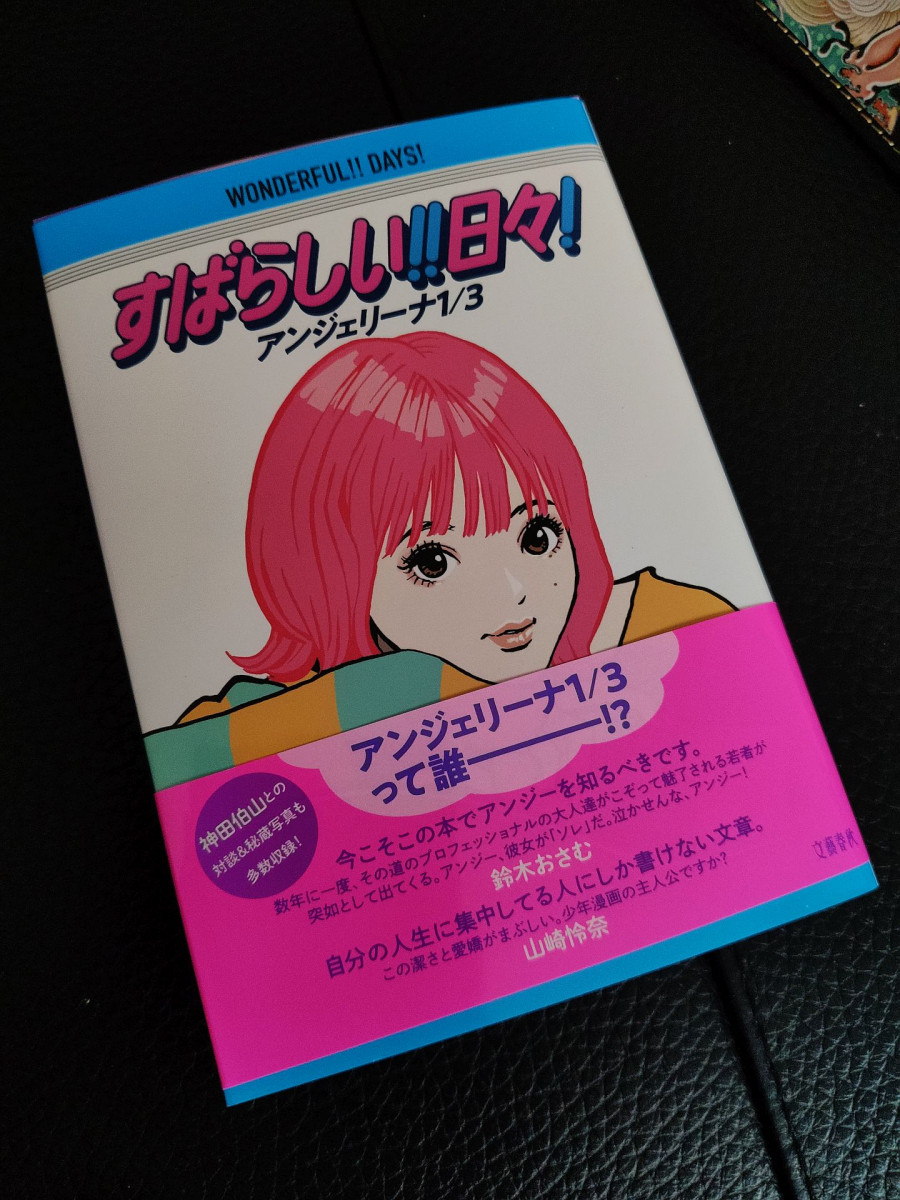 WONDERFUL!! DAYS!
すばらしい!!日々!
アンジェリーナ1/3
アンジェリーナ1/3
って誰―――!?
神田伯山との
対談&秘蔵写真も
多数収録!
今こそこの本でアンジーを知るべきです。
数年に一度、その道のプロフェッショナルの大人達がこぞって魅了される若者が
突如として出てくる。アンジー、彼女が「ソレ」だ。泣かせんな、アンジー!
鈴木おさむ
自分の人生に集中してる人にしか書けない文章。
この潔さと愛嬌がまぶしい。少年漫画の主人公ですか?
山崎怜奈
文藝春秋